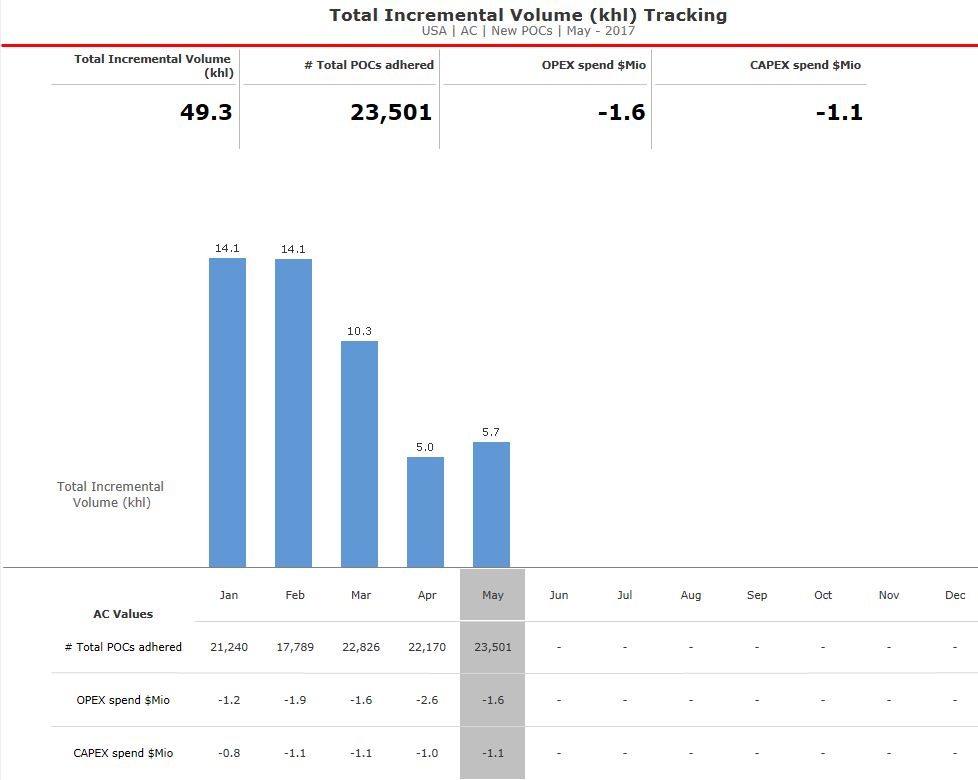 Total Incremental Volume (khl) Tracking
USA | AC | New POCs | May - 2017
Total Incremental Volume
(khl)
# Total POCs adhered
OPEX spend $Mio
CAPEX spend $Mio
49.3
23,501
-1.6
-1.1
14.1
14.1
10.3
5.0
5.7
Total Incremental
Volume (khl)
Jan Feb Mar Apr May Jun Jul Aug Sep Oct Nov Dec
AC Values
# Total POCs adhered 21,240 17,789 22,826 22,170 23,501 - - - - - - -
OPEX spend $Mio -1.2 -1.9 -1.6 -2.6 -1.6 - - - - - - -
CAPEX spend $Mio -0.8 -1.1 -1.1 -1.0 -1.1 - - - - - - -